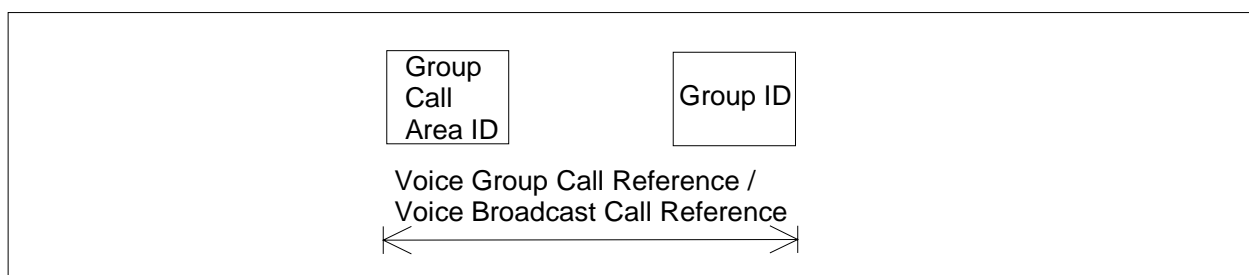 Group
Call
Area ID
Group ID
Voice Group Call Reference /
Voice Broadcast Call Reference